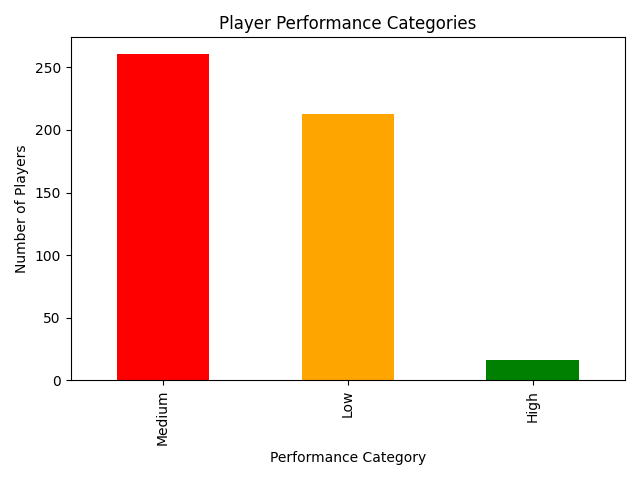 Player Performance Categories
Number of Players
250
200
150
100
50
0
Medium
Low
High
Performance Category